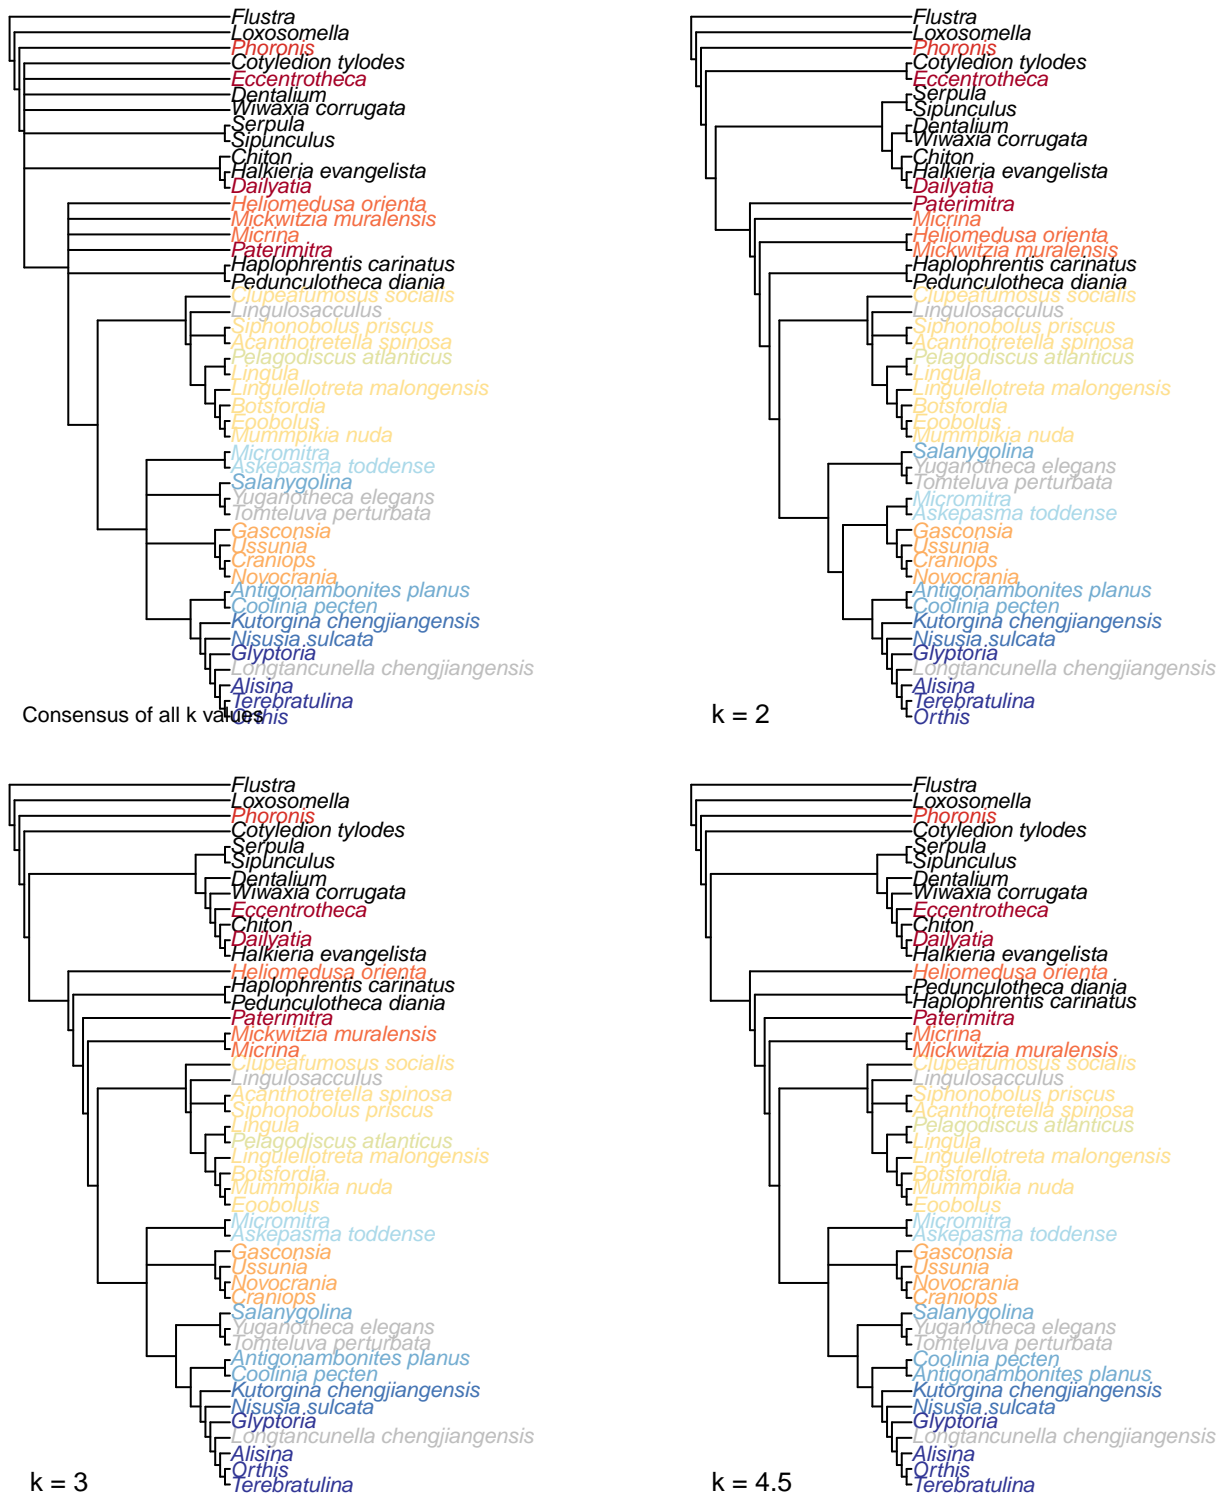 Flustra
Loxosomella
Phoronis
Cotyledion tylodes
Eccentrotheca
Dentalium
Wiwaxia corrugata
Serpula
Sipunculus
Chiton
Halkieria evangelista
Dailyatia
Heliomedusa orienta
Mickwitzia muralensis
Micrina
Paterimitra
Haplophrentis carinatus
Pedunculotheca diania
Clupeafumosus socialis
Lingulosacculus
Siphonobolus priscus
Acanthotretella spinosa
Pelagodiscus atlanticus
Lingula
Lingulellotreta malongensis
Botsfordia
Eoobolus
Mummpikia nuda
Micromitra
Askepasma toddense
Salanygolina
Yuganotheca elegans
Tomteluva perturbata
Gasconsia
Ussunia
Craniops
Novocrania
Antigonambonites planus
Coolinia pecten
Kutorgina chengjiangensis
Nisusia sulcata
Glyptoria
Longtancunella chengjiangensis
Alisina
Terebratulina
Orthis
Consensus of all k values
Flustra
Loxosomella
Phoronis
Cotyledion tylodes
Eccentrotheca
Serpula
Sipunculus
Dentalium
Wiwaxia corrugata
Chiton
Halkieria evangelista
Dailyatia
Paterimitra
Micrina
Heliomedusa orienta
Mickwitzia muralensis
Haplophrentis carinatus
Pedunculotheca diania
Clupeafumosus socialis
Lingulosacculus
Siphonobolus priscus
Acanthotretella spinosa
Pelagodiscus atlanticus
Lingula
Lingulellotreta malongensis
Botsfordia
Eoobolus
Mummpikia nuda
Salanygolina
Yuganotheca elegans
Tomteluva perturbata
Micromitra
Askepasma toddense
Gasconsia
Ussunia
Craniops
Novocrania
Antigonambonites planus
Coolinia pecten
Kutorgina chengjiangensis
Nisusia sulcata
Glyptoria
Longtancunella chengjiangensis
Alisina
Terebratulina
Orthis
k = 2
Flustra
Loxosomella
Phoronis
Cotyledion tylodes
Serpula
Sipunculus
Dentalium
Wiwaxia corrugata
Eccentrotheca
Chiton
Dailyatia
Halkieria evangelista
Heliomedusa orienta
Haplophrentis carinatus
Pedunculotheca diania
Paterimitra
Mickwitzia muralensis
Micrina
Clupeafumosus socialis
Lingulosacculus
Acanthotretella spinosa
Siphonobolus priscus
Lingula
Pelagodiscus atlanticus
Lingulellotreta malongensis
Botsfordia
Mummpikia nuda
Eoobolus
Micromitra
Askepasma toddense
Gasconsia
Ussunia
Novocrania
Craniops
Salanygolina
Yuganotheca elegans
Tomteluva perturbata
Antigonambonites planus
Coolinia pecten
Kutorgina chengjiangensis
Nisusia sulcata
Glyptoria
Longtancunella chengjiangensis
Alisina
Orthis
Terebratulina
k = 3
Flustra
Loxosomella
Phoronis
Cotyledion tylodes
Serpula
Sipunculus
Dentalium
Wiwaxia corrugata
Eccentrotheca
Chiton
Dailyatia
Halkieria evangelista
Heliomedusa orienta
Pedunculotheca diania
Haplophrentis carinatus
Paterimitra
Micrina
Mickwitzia muralensis
Clupeafumosus socialis
Lingulosacculus
Siphonobolus priscus
Acanthotretella spinosa
Pelagodiscus atlanticus
Lingula
Lingulellotreta malongensis
Botsfordia
Mummpikia nuda
Eoobolus
Micromitra
Askepasma toddense
Gasconsia
Ussunia
Novocrania
Craniops
Salanygolina
Yuganotheca elegans
Tomteluva perturbata
Coolinia pecten
Antigonambonites planus
Kutorgina chengjiangensis
Nisusia sulcata
Glyptoria
Longtancunella chengjiangensis
Alisina
Orthis
Terebratulina
k = 4.5